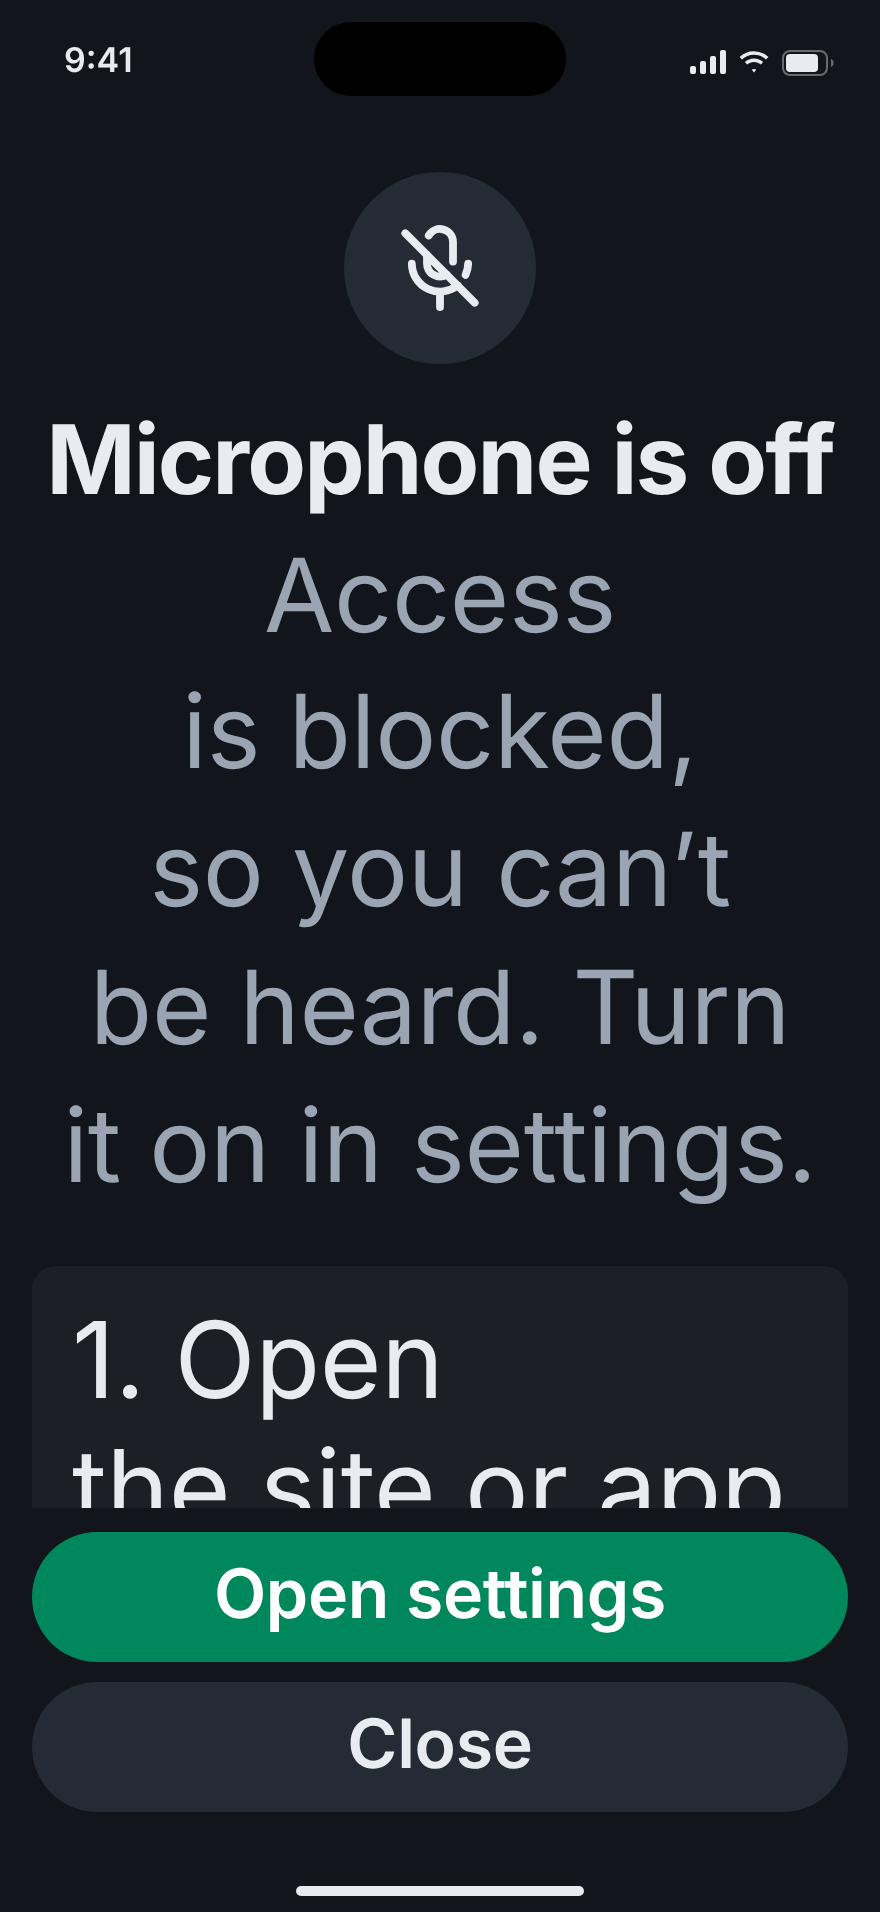 9:41
Microphone is off
Access
is blocked,
so you can’t
be heard. Turn
it on in settings.
1. Open
the site or app
Open settings
Close